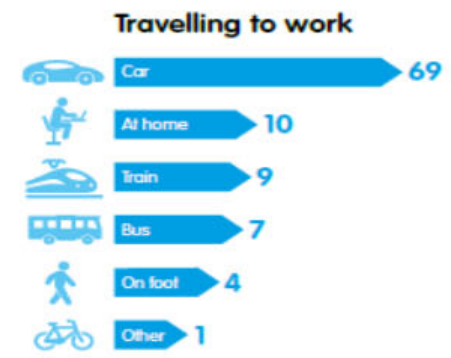 Travelling to work
Car 69
At home 10
Train 9
Bus 7
On foot 4
Other 1